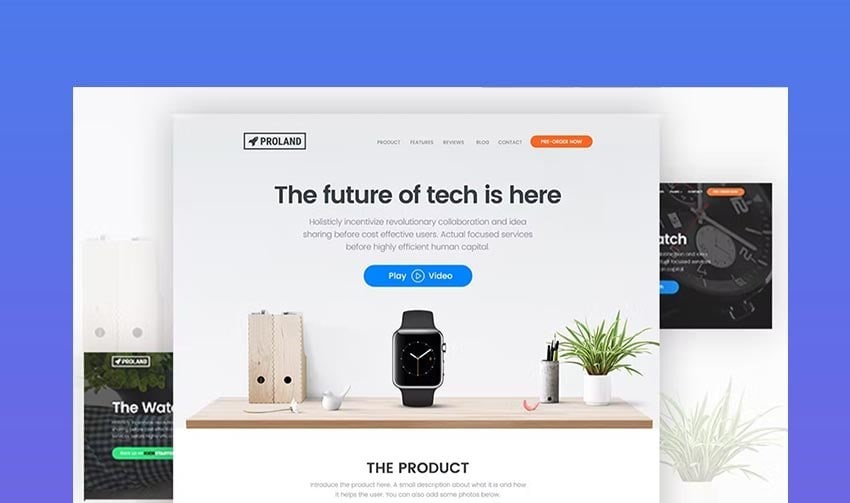 PROLAND
PRODUCT FEATURES REVIEWS BLOG CONTACT PRE-ORDER NOW
The future of tech is here
Holisticly incentivize revolutionary collaboration and idea
sharing before cost effective users. Actual focused services
before highly efficient human capital.
Play Video
CONTACT
atch
PROLAND
The Wat
THE PRODUCT
Introduce the product here. A small description about what it is and how
it helps the user. You can also add some photos below.